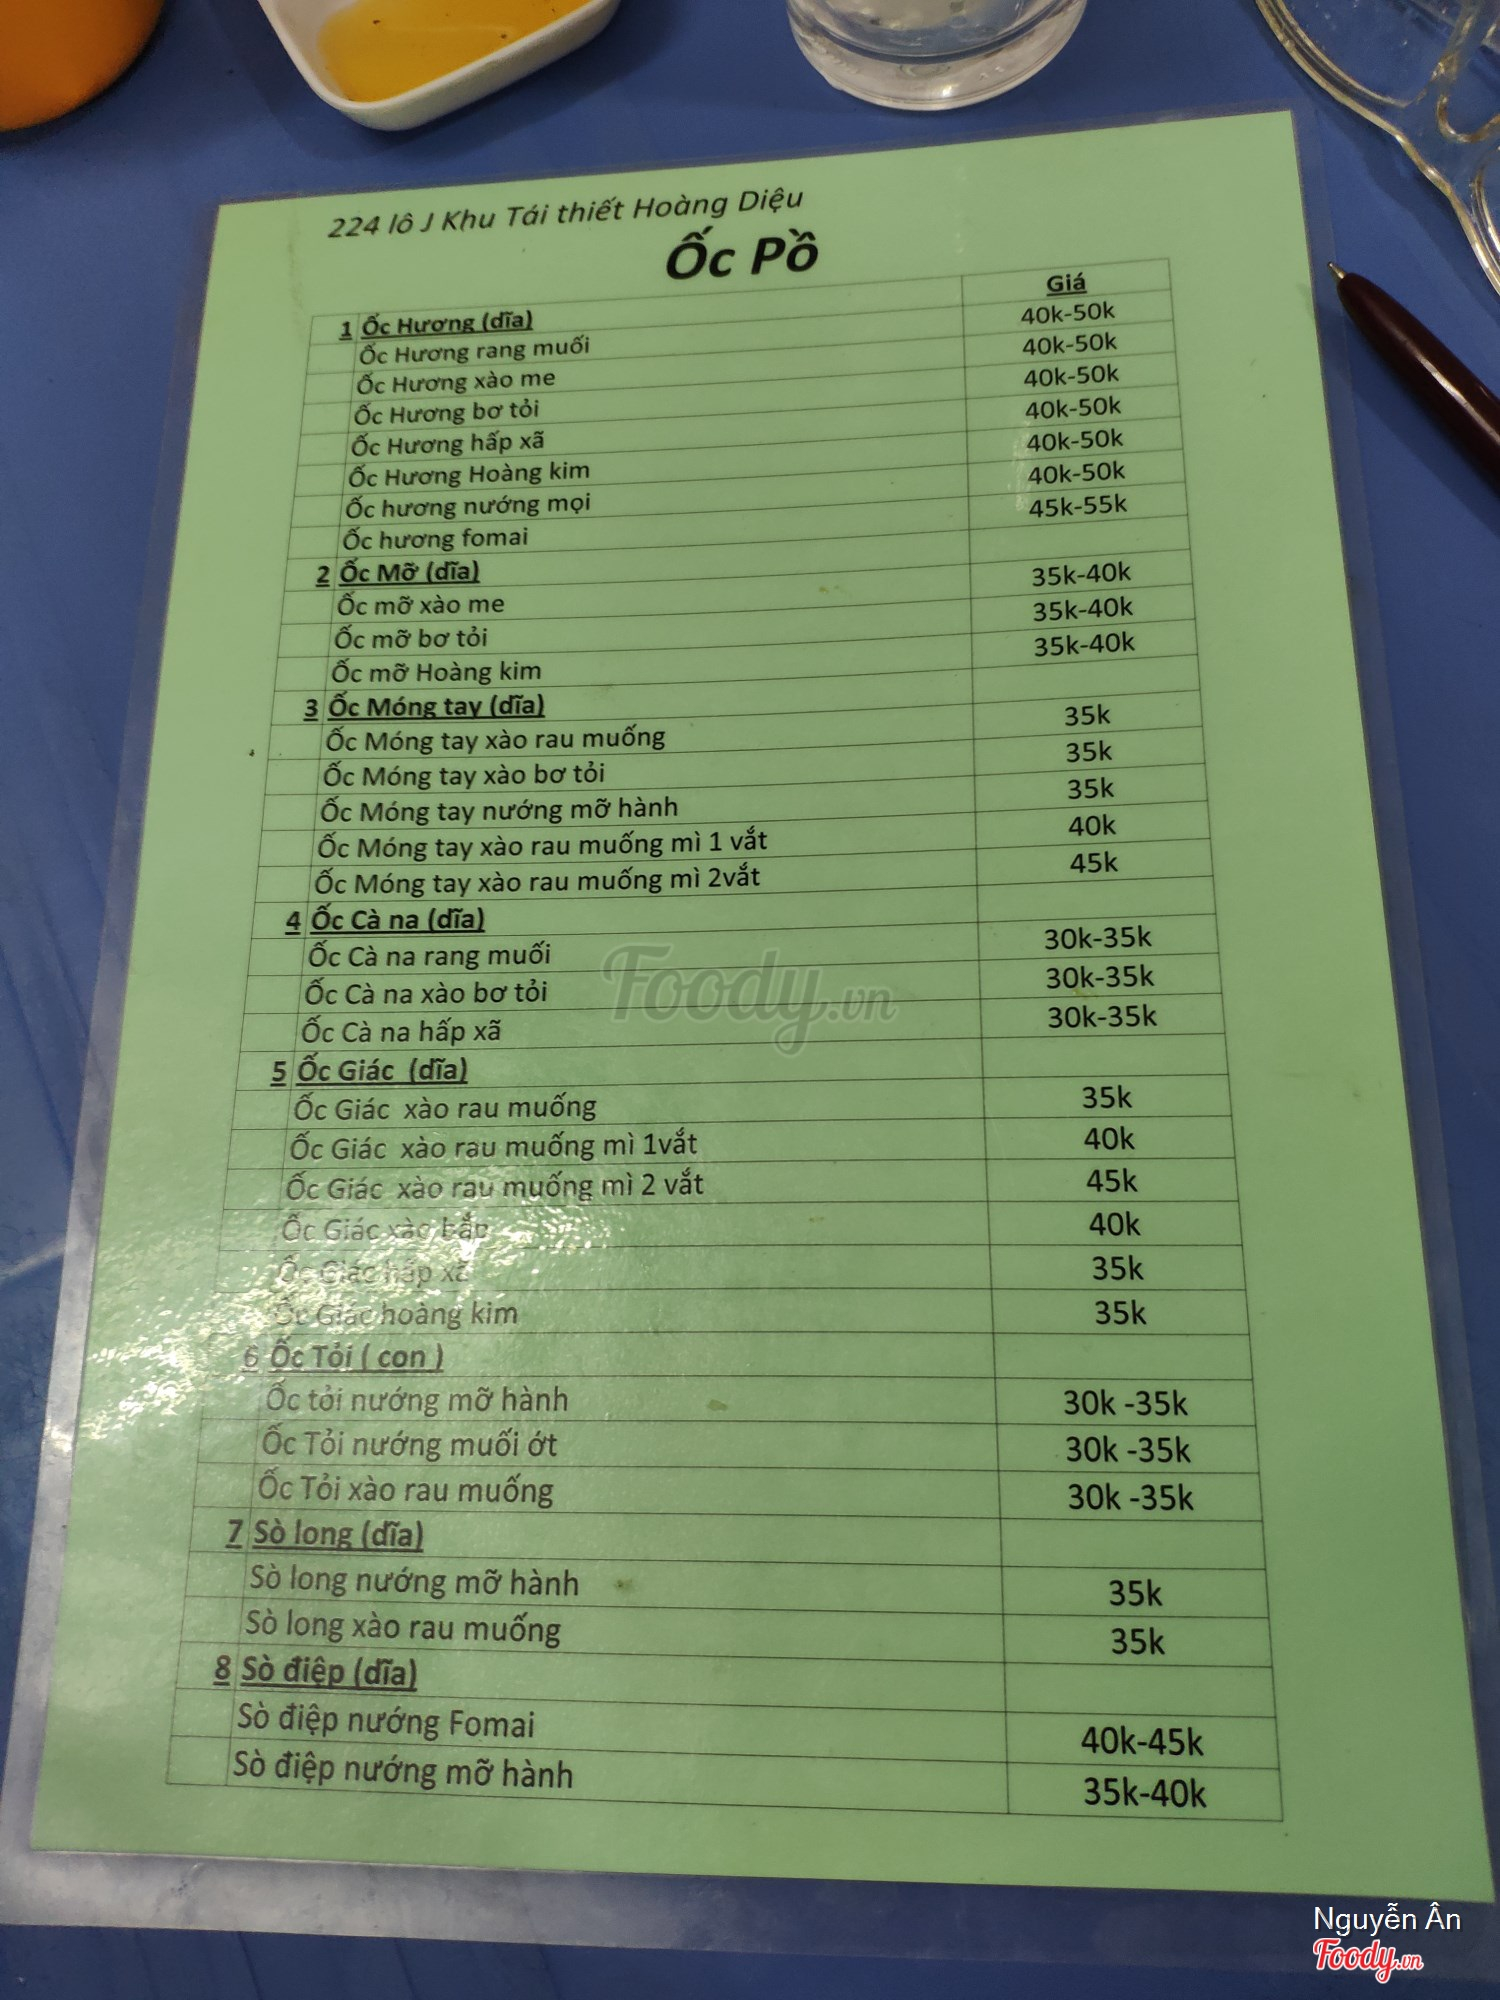 224 lô J Khu Tái thiết Hoàng Diệu
Ốc Pồ
Giá
1 Ốc Hương (dĩa)
Ốc Hương rang muối 40k-50k
Ốc Hương xào me 40k-50k
Ốc Hương bơ tỏi 40k-50k
Ốc Hương hấp xã 40k-50k
Ốc Hương Hoàng kim 40k-50k
Ốc hương nướng mọi 40k-50k
Ốc hương fomai 45k-55k
2 Ốc Mỡ (dĩa)
Ốc mỡ xào me 35k-40k
Ốc mỡ bơ tỏi 35k-40k
Ốc mỡ Hoàng kim 35k-40k
3 Ốc Móng tay (dĩa)
Ốc Móng tay xào rau muống 35k
Ốc Móng tay xào bơ tỏi 35k
Ốc Móng tay nướng mỡ hành 35k
Ốc Móng tay xào rau muống mì 1 vắt 40k
Ốc Móng tay xào rau muống mì 2vắt 45k
4 Ốc Cà na (dĩa)
Ốc Cà na rang muối 30k-35k
Ốc Cà na xào bơ tỏi 30k-35k
Ốc Cà na hấp xã 30k-35k
5 Ốc Giác (dĩa)
Ốc Giác xào rau muống 35k
Ốc Giác xào rau muống mì 1vắt 40k
Ốc Giác xào rau muống mì 2 vắt 45k
Ốc Giác xào bắp 40k
Ốc Giác hấp xã 35k
Ốc Giác hoàng kim 35k
6 Ốc Tỏi ( con )
Ốc tỏi nướng mỡ hành 30k -35k
Ốc Tỏi nướng muối ớt 30k -35k
Ốc Tỏi xào rau muống 30k -35k
7 Sò long (dĩa)
Sò long nướng mỡ hành 35k
Sò long xào rau muống 35k
8 Sò điệp (dĩa)
Sò điệp nướng Fomai 40k-45k
Sò điệp nướng mỡ hành 35k-40k
Foody.vn
Nguyễn Ân
Foody.vn